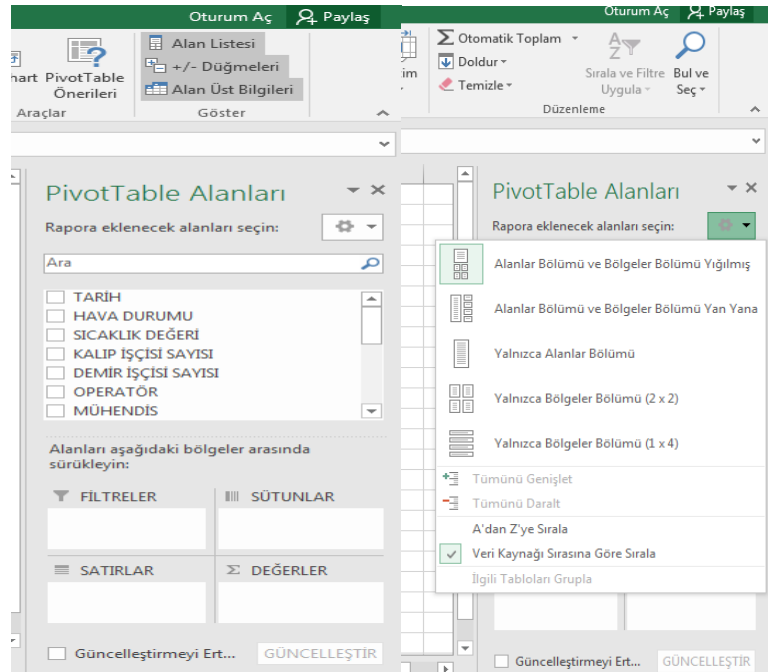 Oturum Aç
Paylaş
Alan Listesi
+/- Düğmeleri
Alan Üst Bilgileri
hart PivotTable
Önerileri
Araçlar
Göster
PivotTable Alanları
Rapora eklenecek alanları seçin:
Ara
TARİH
HAVA DURUMU
SICAKLIK DEĞERİ
KALIP İŞÇİSİ SAYISI
DEMİR İŞÇİSİ SAYISI
OPERATÖR
MÜHENDİS
Alanları aşağıdaki bölgeler arasında
sürükleyin:
FİLTRELER
SÜTUNLAR
SATIRLAR
DEĞERLER
Güncelleştirmeyi Ert...
GÜNCELLEŞTİR
Oturum Aç
Paylaş
Otomatik Toplam
Doldur
Temizle
Sırala ve Filtre
Uygula
Bul ve
Seç
Düzenleme
PivotTable Alanları
Rapora eklenecek alanları seçin:
Alanlar Bölümü ve Bölgeler Bölümü Yığılmış
Alanlar Bölümü ve Bölgeler Bölümü Yan Yana
Yalnızca Alanlar Bölümü
Yalnızca Bölgeler Bölümü (2 x 2)
Yalnızca Bölgeler Bölümü (1 x 4)
Tümünü Genişlet
Tümünü Daralt
A'dan Z'ye Sırala
Veri Kaynağı Sırasına Göre Sırala
İlgili Tabloları Grupla
Güncelleştirmeyi Ert...
GÜNCELLEŞTİR